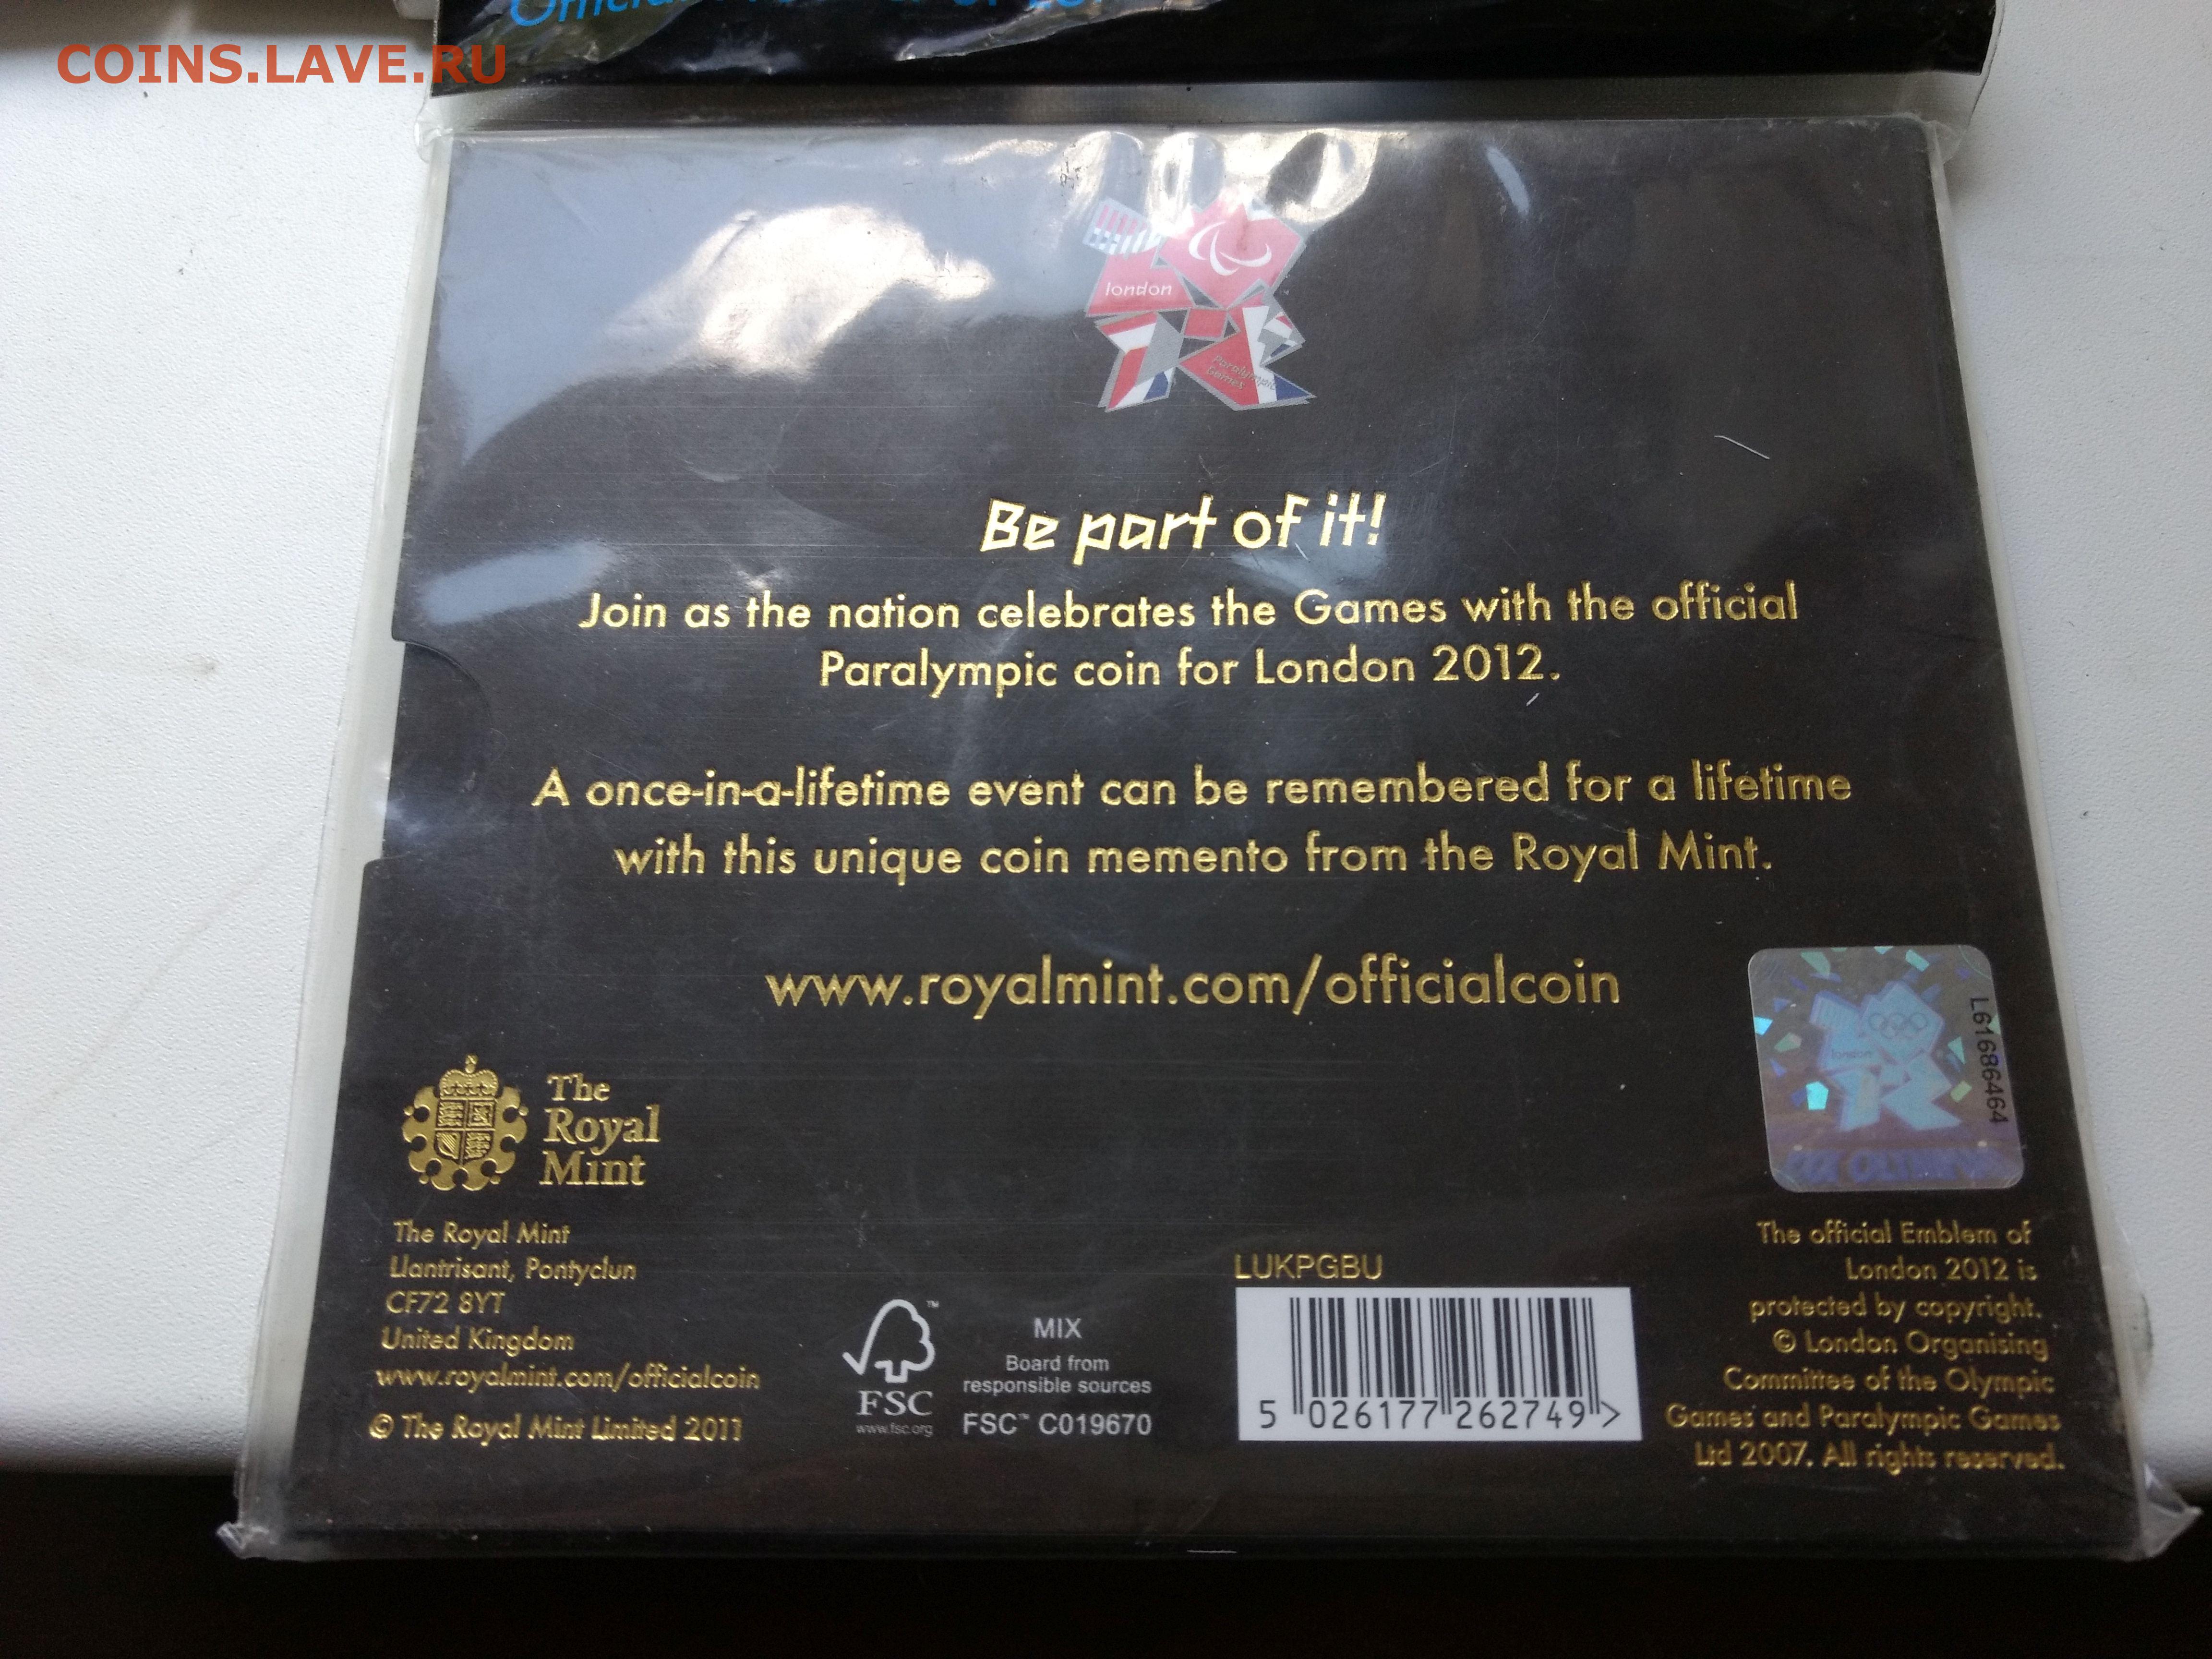 COINS.LAVE.RU
london
Paralympic
Games
Be part of it!
Join as the nation celebrates the Games with the official
Paralympic coin for London 2012.
A once-in-a-lifetime event can be remembered for a lifetime
with this unique coin memento from the Royal Mint.
www.royalmint.com/officialcoin
L61686464
london
The
Royal
Mint
The Royal Mint
Llantrisant, Pontyclun
CF72 8YT
United Kingdom
www.royalmint.com/officialcoin
© The Royal Mint Limited 2011
FSC
www.fsc.org
MIX
Board from
responsible sources
FSC™ C019670
LUKPGBU
5 026177 262749 >
The official Emblem of
London 2012 is
protected by copyright.
© London Organising
Committee of the Olympic
Games and Paralympic Games
Ltd 2007. All rights reserved.